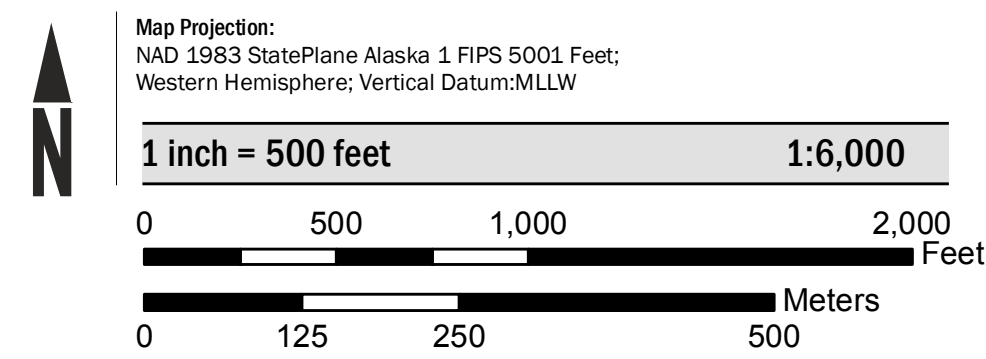 N
Map Projection:
NAD 1983 StatePlane Alaska 1 FIPS 5001 Feet;
Western Hemisphere; Vertical Datum:MLLW
1 inch = 500 feet 1:6,000
0 500 1,000 2,000
Feet
Meters
0 125 250 500